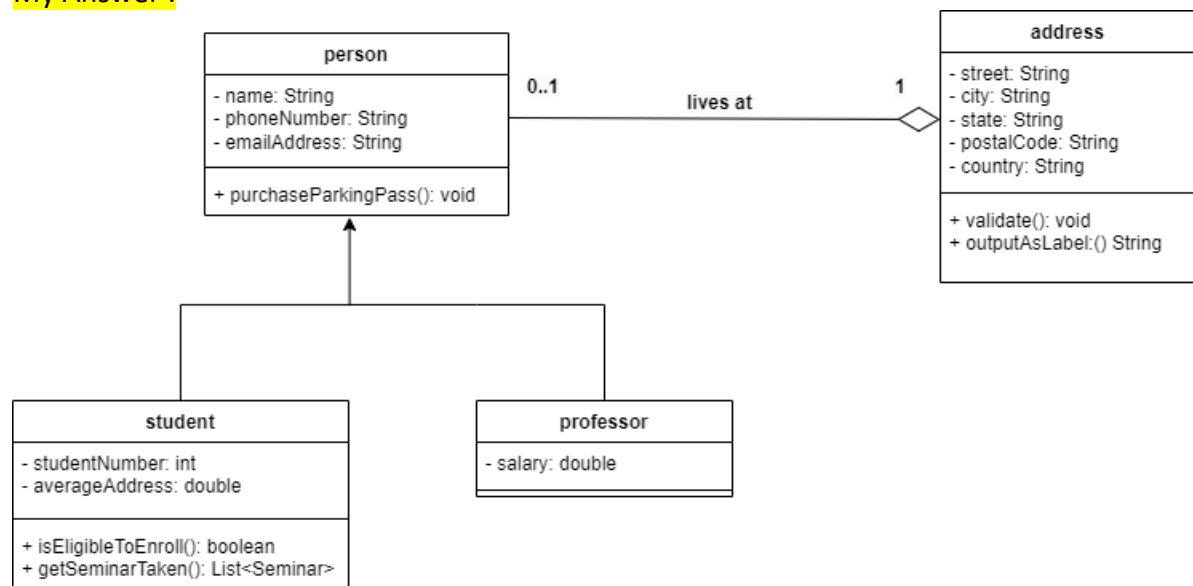 My Answer :
person
- name: String
- phoneNumber: String
- emailAddress: String
+ purchaseParkingPass(): void
0..1
lives at
1
address
- street: String
- city: String
- state: String
- postalCode: String
- country: String
+ validate(): void
+ outputAsLabel:() String
student
- studentNumber: int
- averageAddress: double
+ isEligibleToEnroll(): boolean
+ getSeminarTaken(): List<Seminar>
professor
- salary: double